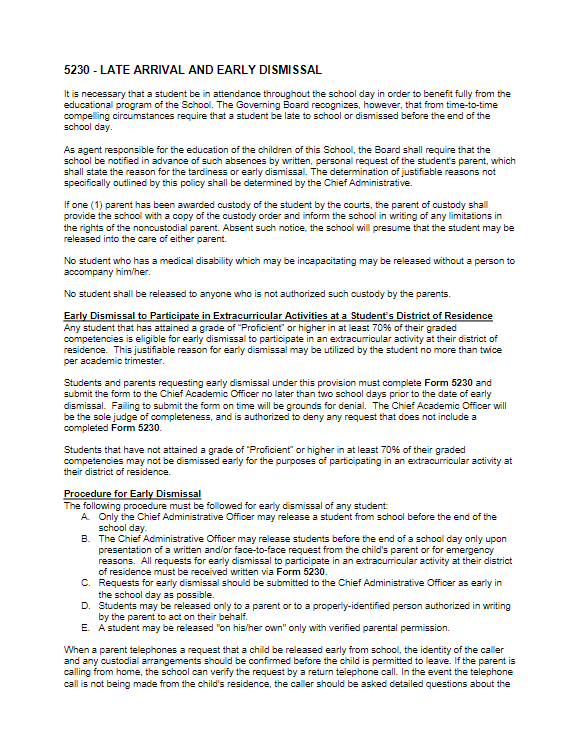 5230 - LATE ARRIVAL AND EARLY DISMISSAL
It is necessary that a student be in attendance throughout the school day in order to benefit fully from the
educational program of the School. The Governing Board recognizes, however, that from time-to-time
compelling circumstances require that a student be late to school or dismissed before the end of the
school day.
As agent responsible for the education of the children of this School, the Board shall require that the
school be notified in advance of such absences by written, personal request of the student's parent, which
shall state the reason for the tardiness or early dismissal. The determination of justifiable reasons not
specifically outlined by this policy shall be determined by the Chief Administrative.
If one (1) parent has been awarded custody of the student by the courts, the parent of custody shall
provide the school with a copy of the custody order and inform the school in writing of any limitations in
the rights of the noncustodial parent. Absent such notice, the school will presume that the student may be
released into the care of either parent.
No student who has a medical disability which may be incapacitating may be released without a person to
accompany him/her.
No student shall be released to anyone who is not authorized such custody by the parents.
Early Dismissal to Participate in Extracurricular Activities at a Student's District of Residence
Any student that has attained a grade of "Proficient" or higher in at least 70% of their graded
competencies is eligible for early dismissal to participate in an extracurricular activity at their district of
residence. This justifiable reason for early dismissal may be utilized by the student no more than twice
per academic trimester.
Students and parents requesting early dismissal under this provision must complete Form 5230 and
submit the form to the Chief Academic Officer no later than two school days prior to the date of early
dismissal. Failing to submit the form on time will be grounds for denial. The Chief Academic Officer will
be the sole judge of completeness, and is authorized to deny any request that does not include a
completed Form 5230.
Students that have not attained a grade of "Proficient" or higher in at least 70% of their graded
competencies may not be dismissed early for the purposes of participating in an extracurricular activity at
their district of residence.
Procedure for Early Dismissal
The following procedure must be followed for early dismissal of any student:
A. Only the Chief Administrative Officer may release a student from school before the end of the
school day.
B. The Chief Administrative Officer may release students before the end of a school day only upon
presentation of a written and/or face-to-face request from the child's parent or for emergency
reasons. All requests for early dismissal to participate in an extracurricular activity at their district
of residence must be received written via Form 5230.
C. Requests for early dismissal should be submitted to the Chief Administrative Officer as early in
the school day as possible.
D. Students may be released only to a parent or to a properly-identified person authorized in writing
by the parent to act on their behalf.
E. A student may be released "on his/her own" only with verified parental permission.
When a parent telephones a request that a child be released early from school, the identity of the caller
and any custodial arrangements should be confirmed before the child is permitted to leave. If the parent is
calling from home, the school can verify the request by a return telephone call. In the event the telephone
call is not being made from the child's residence, the caller should be asked detailed questions about the